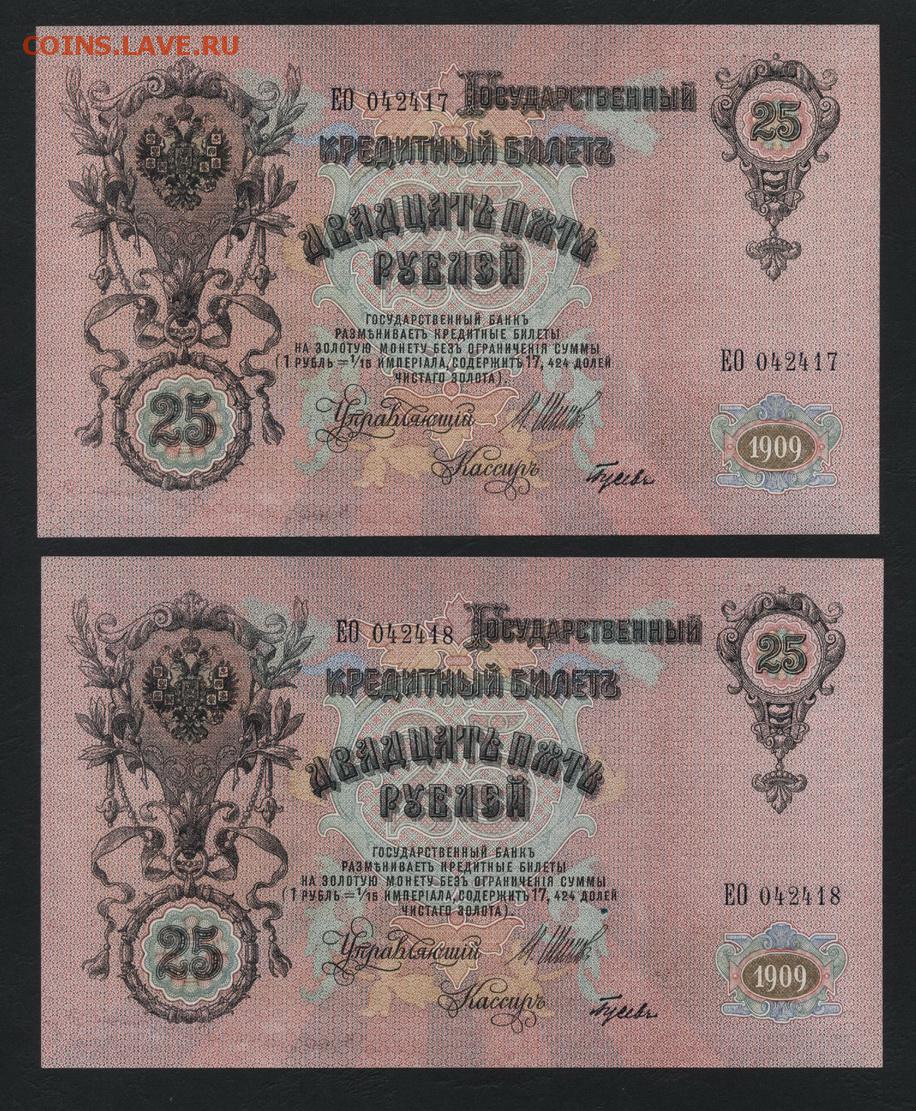 COINS.LAVE.RU
ЕО 042417 Государственный
25
кредитный билетъ
двадцать пять
рублей
ГОСУДАРСТВЕННЫЙ БАНКЪ
РАЗМѢНИВАЕТЪ КРЕДИТНЫЕ БИЛЕТЫ
НА ЗОЛОТУЮ МОНЕТУ БЕЗЪ ОГРАНИЧЕНІЯ СУММЫ
(1 РУБЛЬ = 1/15 ИМПЕРІАЛА, СОДЕРЖИТЪ 17, 424 ДОЛЕЙ
ЧИСТАГО ЗОЛОТА).
ЕО 042417
25
Управляющій
Кассиръ
Гусевъ
1909
ЕО 042418 Государственный
25
кредитный билетъ
двадцать пять
рублей
ГОСУДАРСТВЕННЫЙ БАНКЪ
РАЗМѢНИВАЕТЪ КРЕДИТНЫЕ БИЛЕТЫ
НА ЗОЛОТУЮ МОНЕТУ БЕЗЪ ОГРАНИЧЕНІЯ СУММЫ
(1 РУБЛЬ = 1/15 ИМПЕРІАЛА, СОДЕРЖИТЪ 17, 424 ДОЛЕЙ
ЧИСТАГО ЗОЛОТА).
ЕО 042418
25
Управляющій
Кассиръ
Гусевъ
1909